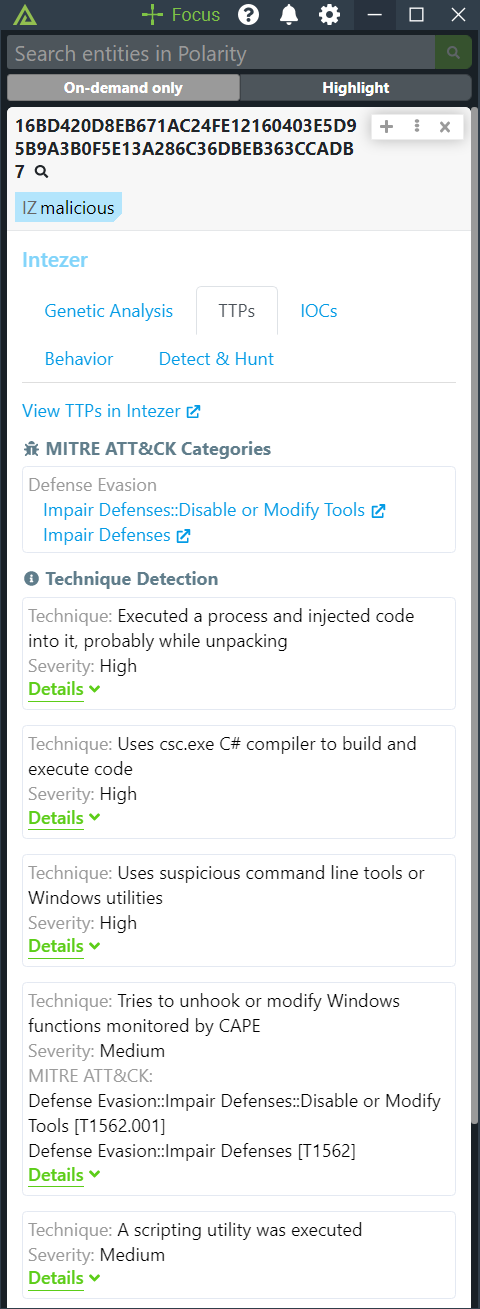 Focus
Search entities in Polarity
On-demand only Highlight
16BD420D8EB671AC24FE12160403E5D9
5B9A3B0F5E13A286C36DBEB363CCADB
7
IZ malicious
Intezer
Genetic Analysis TTPs IOCs
Behavior Detect & Hunt
View TTPs in Intezer
MITRE ATT&CK Categories
Defense Evasion
Impair Defenses::Disable or Modify Tools
Impair Defenses
Technique Detection
Technique: Executed a process and injected code
into it, probably while unpacking
Severity: High
Details
Technique: Uses csc.exe C# compiler to build and
execute code
Severity: High
Details
Technique: Uses suspicious command line tools or
Windows utilities
Severity: High
Details
Technique: Tries to unhook or modify Windows
functions monitored by CAPE
Severity: Medium
MITRE ATT&CK:
Defense Evasion::Impair Defenses::Disable or Modify
Tools [T1562.001]
Defense Evasion::Impair Defenses [T1562]
Details
Technique: A scripting utility was executed
Severity: Medium
Details